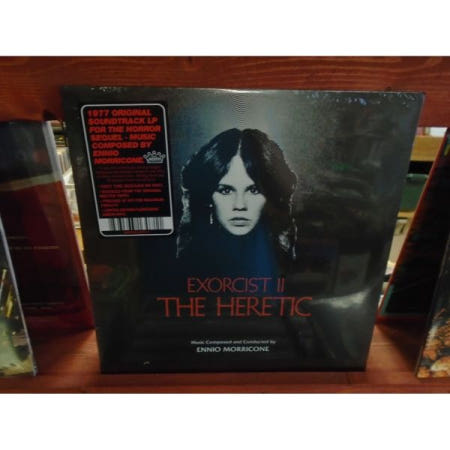 1977 ORIGINAL
SOUNDTRACK LP
FOR THE HORROR
SEQUEL - MUSIC
COMPOSED BY
ENNIO
MORRICONE
EXORCIST II
THE HERETIC
Music Composed and Conducted by
ENNIO MORRICONE